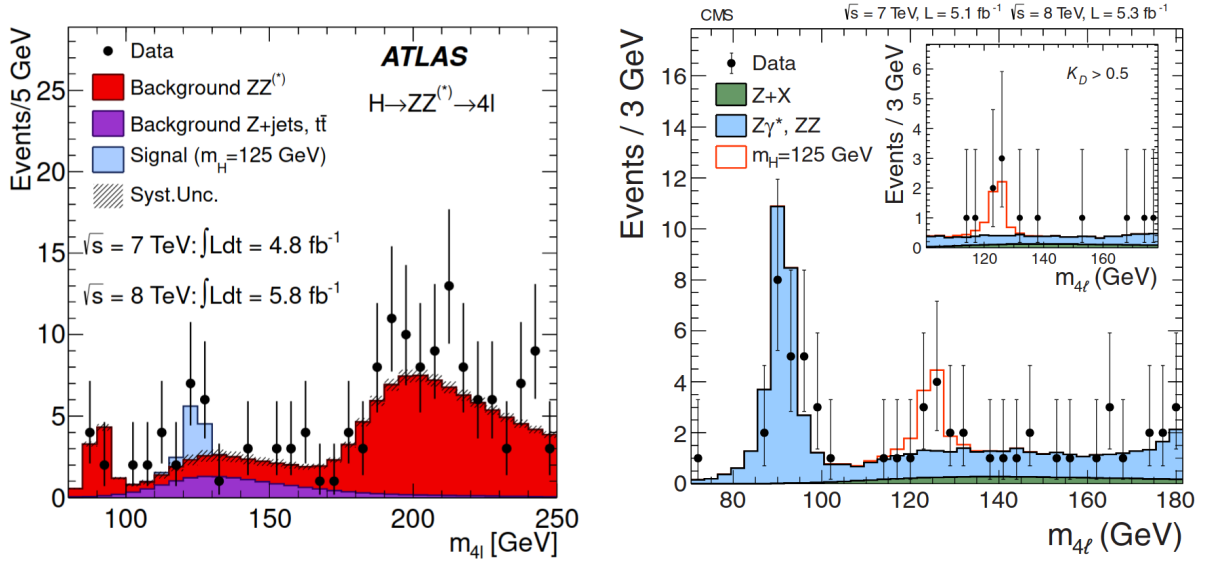 Events/5 GeV
25
20
15
10
5
0
Data
Background ZZ(*)
Background Z+jets, tt̄
Signal (mH=125 GeV)
Syst.Unc.
ATLAS
H→ZZ(*)→4l
√s = 7 TeV: ∫Ldt = 4.8 fb-1
√s = 8 TeV: ∫Ldt = 5.8 fb-1
100 150 200 250
m4l [GeV]
CMS √s = 7 TeV, L = 5.1 fb-1 √s = 8 TeV, L = 5.3 fb-1
Events / 3 GeV
16
14
12
10
8
6
4
2
0
Data
Z+X
Zγ*, ZZ
mH=125 GeV
Events / 3 GeV
6
5
4
3
2
1
0
KD > 0.5
120 140 160
m4ℓ (GeV)
80 100 120 140 160 180
m4ℓ (GeV)